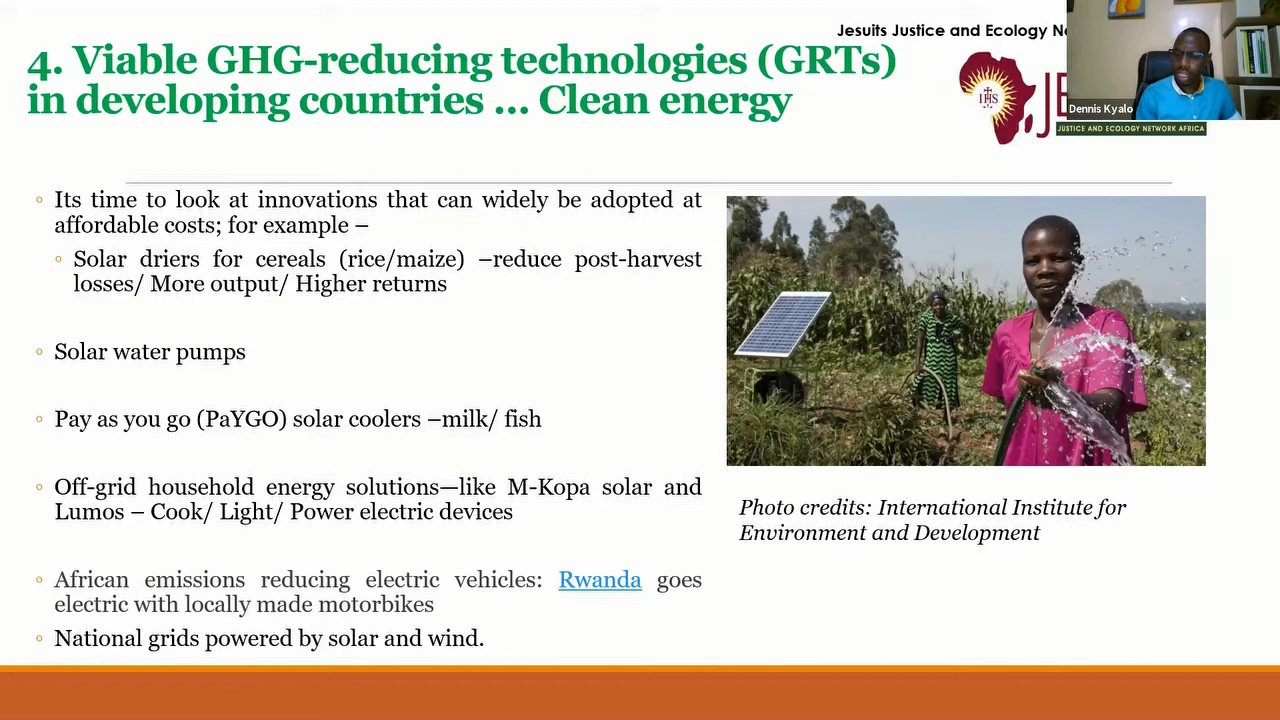 Jesuits Justice and Ecology
4. Viable GHG-reducing technologies (GRTs)
in developing countries ... Clean energy
IHS
Dennis Kyalo
JUSTICE AND ECOLOGY NETWORK AFRICA
◦ Its time to look at innovations that can widely be adopted at
affordable costs; for example –
◦ Solar driers for cereals (rice/maize) –reduce post-harvest
losses/ More output/ Higher returns
◦ Solar water pumps
◦ Pay as you go (PaYGO) solar coolers –milk/ fish
◦ Off-grid household energy solutions—like M-Kopa solar and
Lumos – Cook/ Light/ Power electric devices
◦ African emissions reducing electric vehicles: Rwanda goes
electric with locally made motorbikes
◦ National grids powered by solar and wind.
Photo credits: International Institute for
Environment and Development